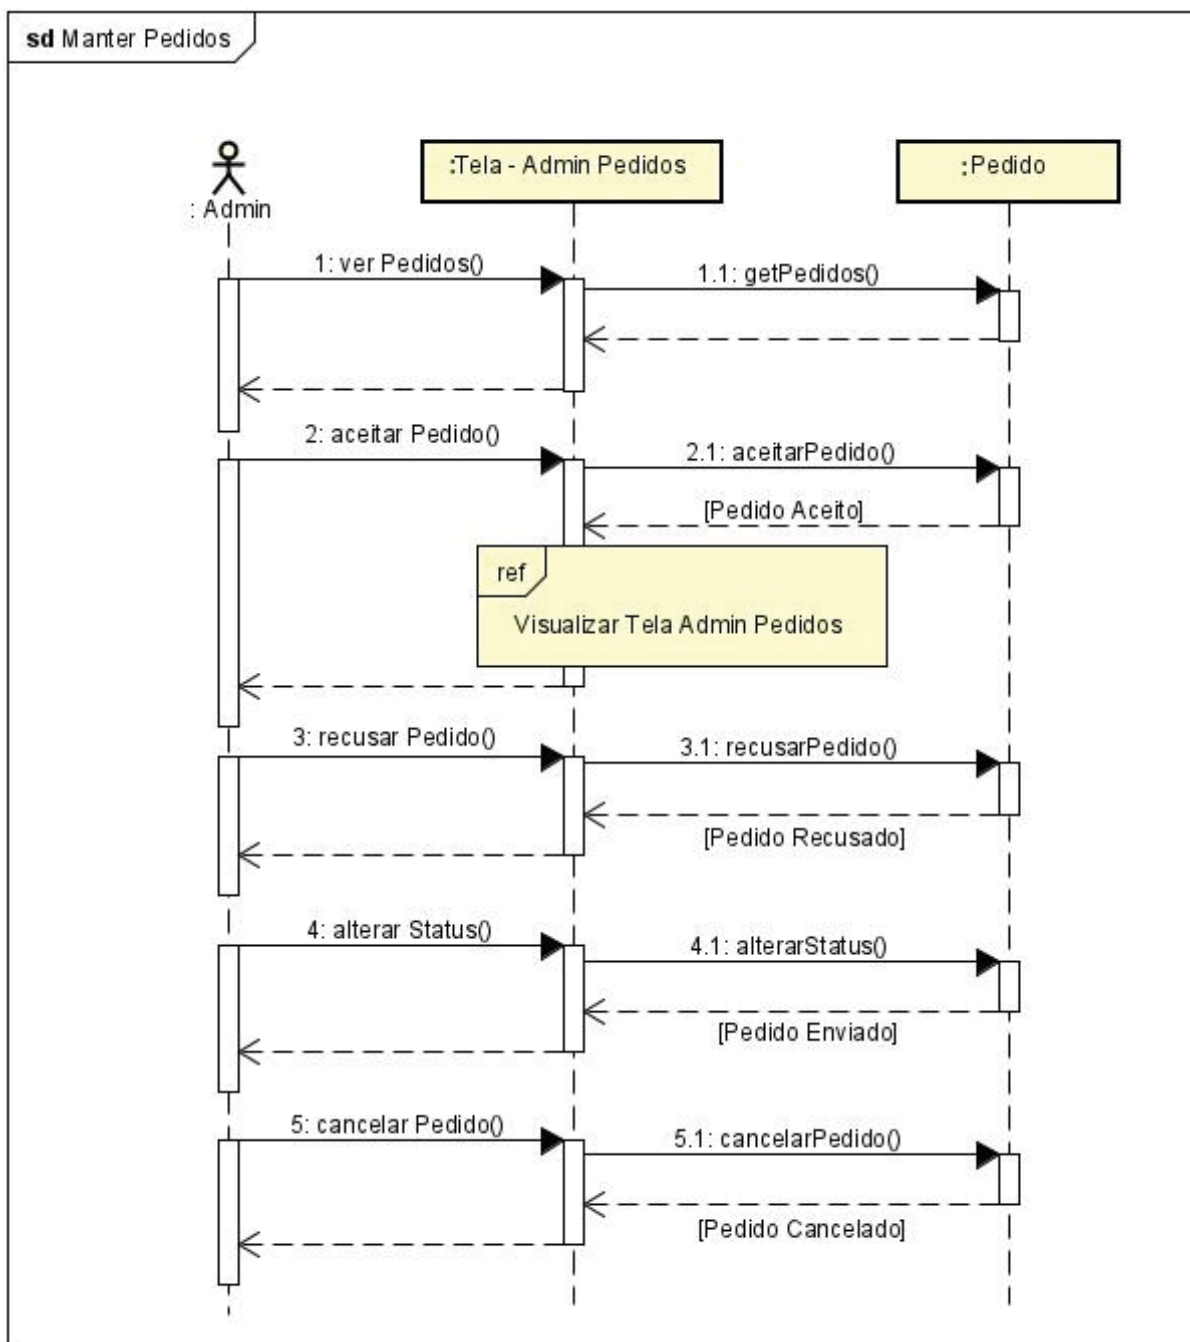 sd Manter Pedidos
:Tela - Admin Pedidos
:Pedido
: Admin
1: ver Pedidos()
1.1: getPedidos()
2: aceitar Pedido()
2.1: aceitarPedido()
[Pedido Aceito]
ref
Visualizar Tela Admin Pedidos
3: recusar Pedido()
3.1: recusarPedido()
[Pedido Recusado]
4: alterar Status()
4.1: alterarStatus()
[Pedido Enviado]
5: cancelar Pedido()
5.1: cancelarPedido()
[Pedido Cancelado]